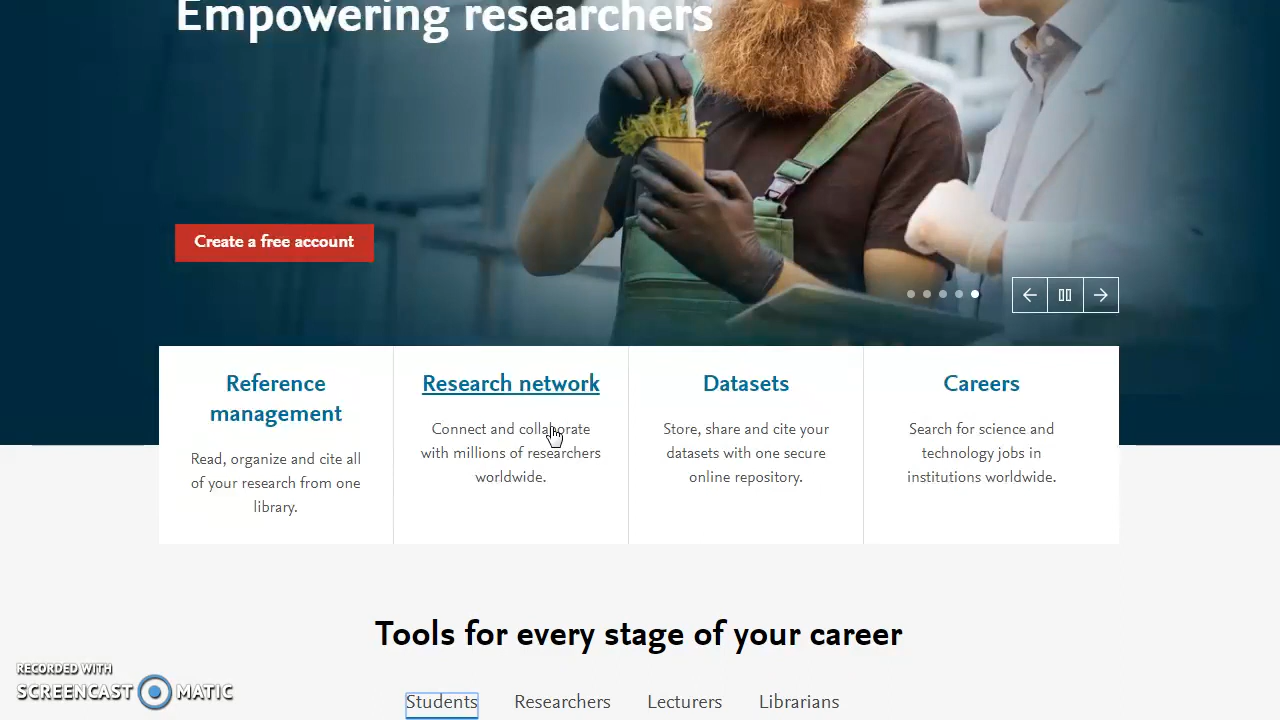 Empowering researchers
Create a free account
Reference
management
Read, organize and cite all
of your research from one
library.
Research network
Connect and collaborate
with millions of researchers
worldwide.
Datasets
Store, share and cite your
datasets with one secure
online repository.
Careers
Search for science and
technology jobs in
institutions worldwide.
Tools for every stage of your career
Students Researchers Lecturers Librarians
RECORDED WITH
SCREENCAST MATIC